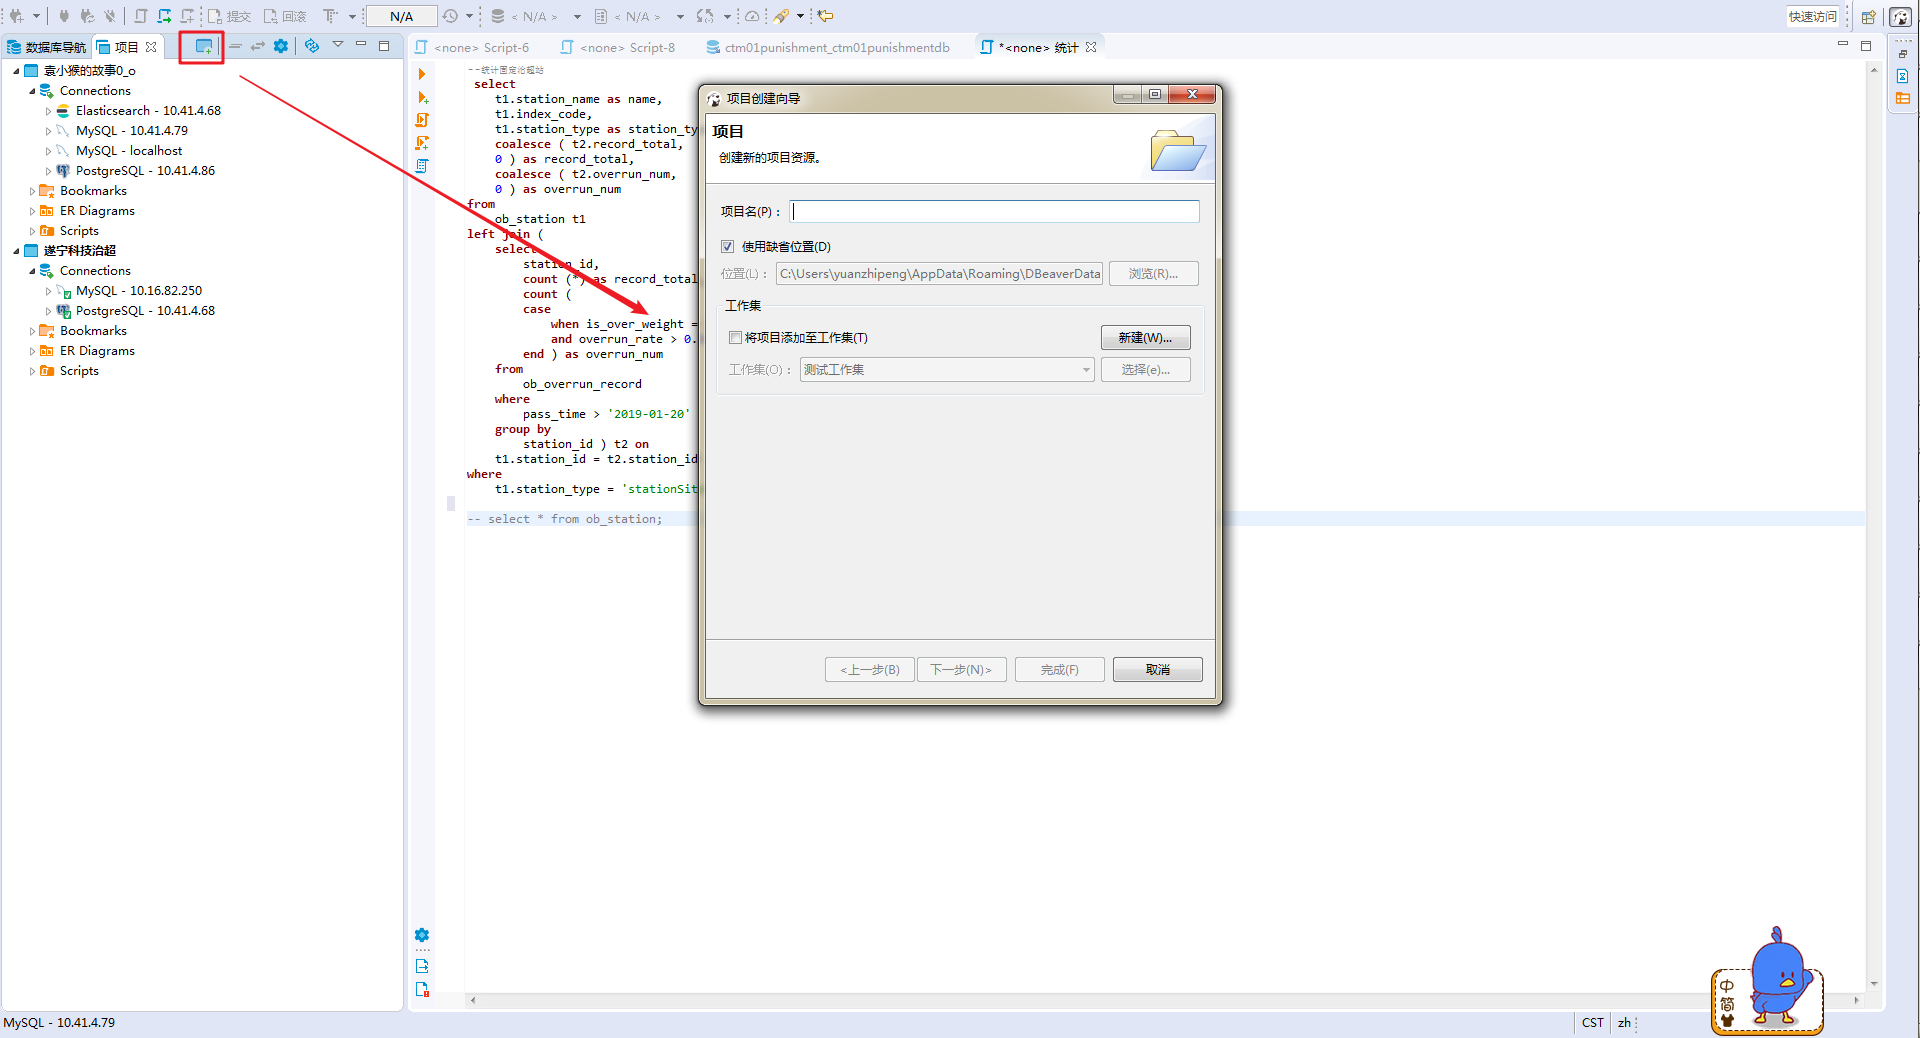 提交
回滚
N/A
< N/A >
< N/A >
快速访问
数据库导航
项目
<none> Script-6
<none> Script-8
ctm01punishment_ctm01punishmentdb
*<none> 统计
袁小猴的故事0_o
Connections
Elasticsearch - 10.41.4.68
MySQL - 10.41.4.79
MySQL - localhost
PostgreSQL - 10.41.4.86
Bookmarks
ER Diagrams
Scripts
遂宁科技治超
Connections
MySQL - 10.16.82.250
PostgreSQL - 10.41.4.68
Bookmarks
ER Diagrams
Scripts
--统计固定治超站
select
t1.station_name as name,
t1.index_code,
t1.station_type as station_ty
coalesce ( t2.record_total,
0 ) as record_total,
coalesce ( t2.overrun_num,
0 ) as overrun_num
from
ob_station t1
left join (
select
station_id,
count (*) as record_total
count (
case
when is_over_weight =
and overrun_rate > 0.
end ) as overrun_num
from
ob_overrun_record
where
pass_time > '2019-01-20'
group by
station_id ) t2 on
t1.station_id = t2.station_id
where
t1.station_type = 'stationSit
-- select * from ob_station;
项目创建向导
项目
创建新的项目资源。
项目名(P)：
使用缺省位置(D)
位置(L)：
C:\Users\yuanzhipeng\AppData\Roaming\DBeaverData
浏览(R)...
工作集
将项目添加至工作集(T)
新建(W)...
工作集(O)：
测试工作集
选择(e)...
<上一步(B)
下一步(N)>
完成(F)
取消
中
简
MySQL - 10.41.4.79
CST
zh